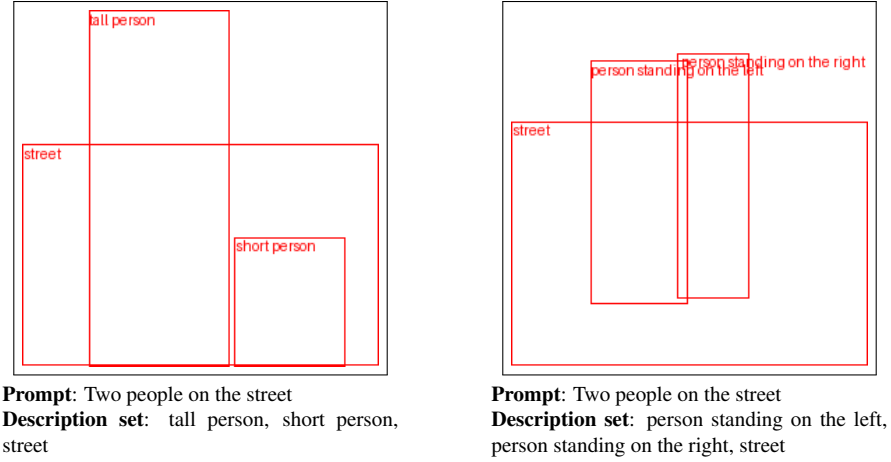 tall person
street
short person
Prompt: Two people on the street
Description set: tall person, short person,
street
person standing on the right
person standing on the left
street
Prompt: Two people on the street
Description set: person standing on the left,
person standing on the right, street